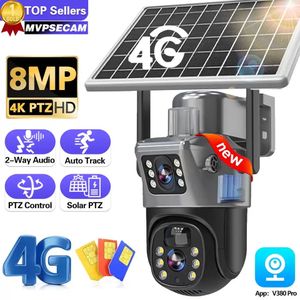 TOP Sellers
MVPSECAM
4G
8MP
4K PTZ HD
2-Way Audio
Auto Track
PTZ Control
Solar PTZ
new
4G
App: V380 Pro